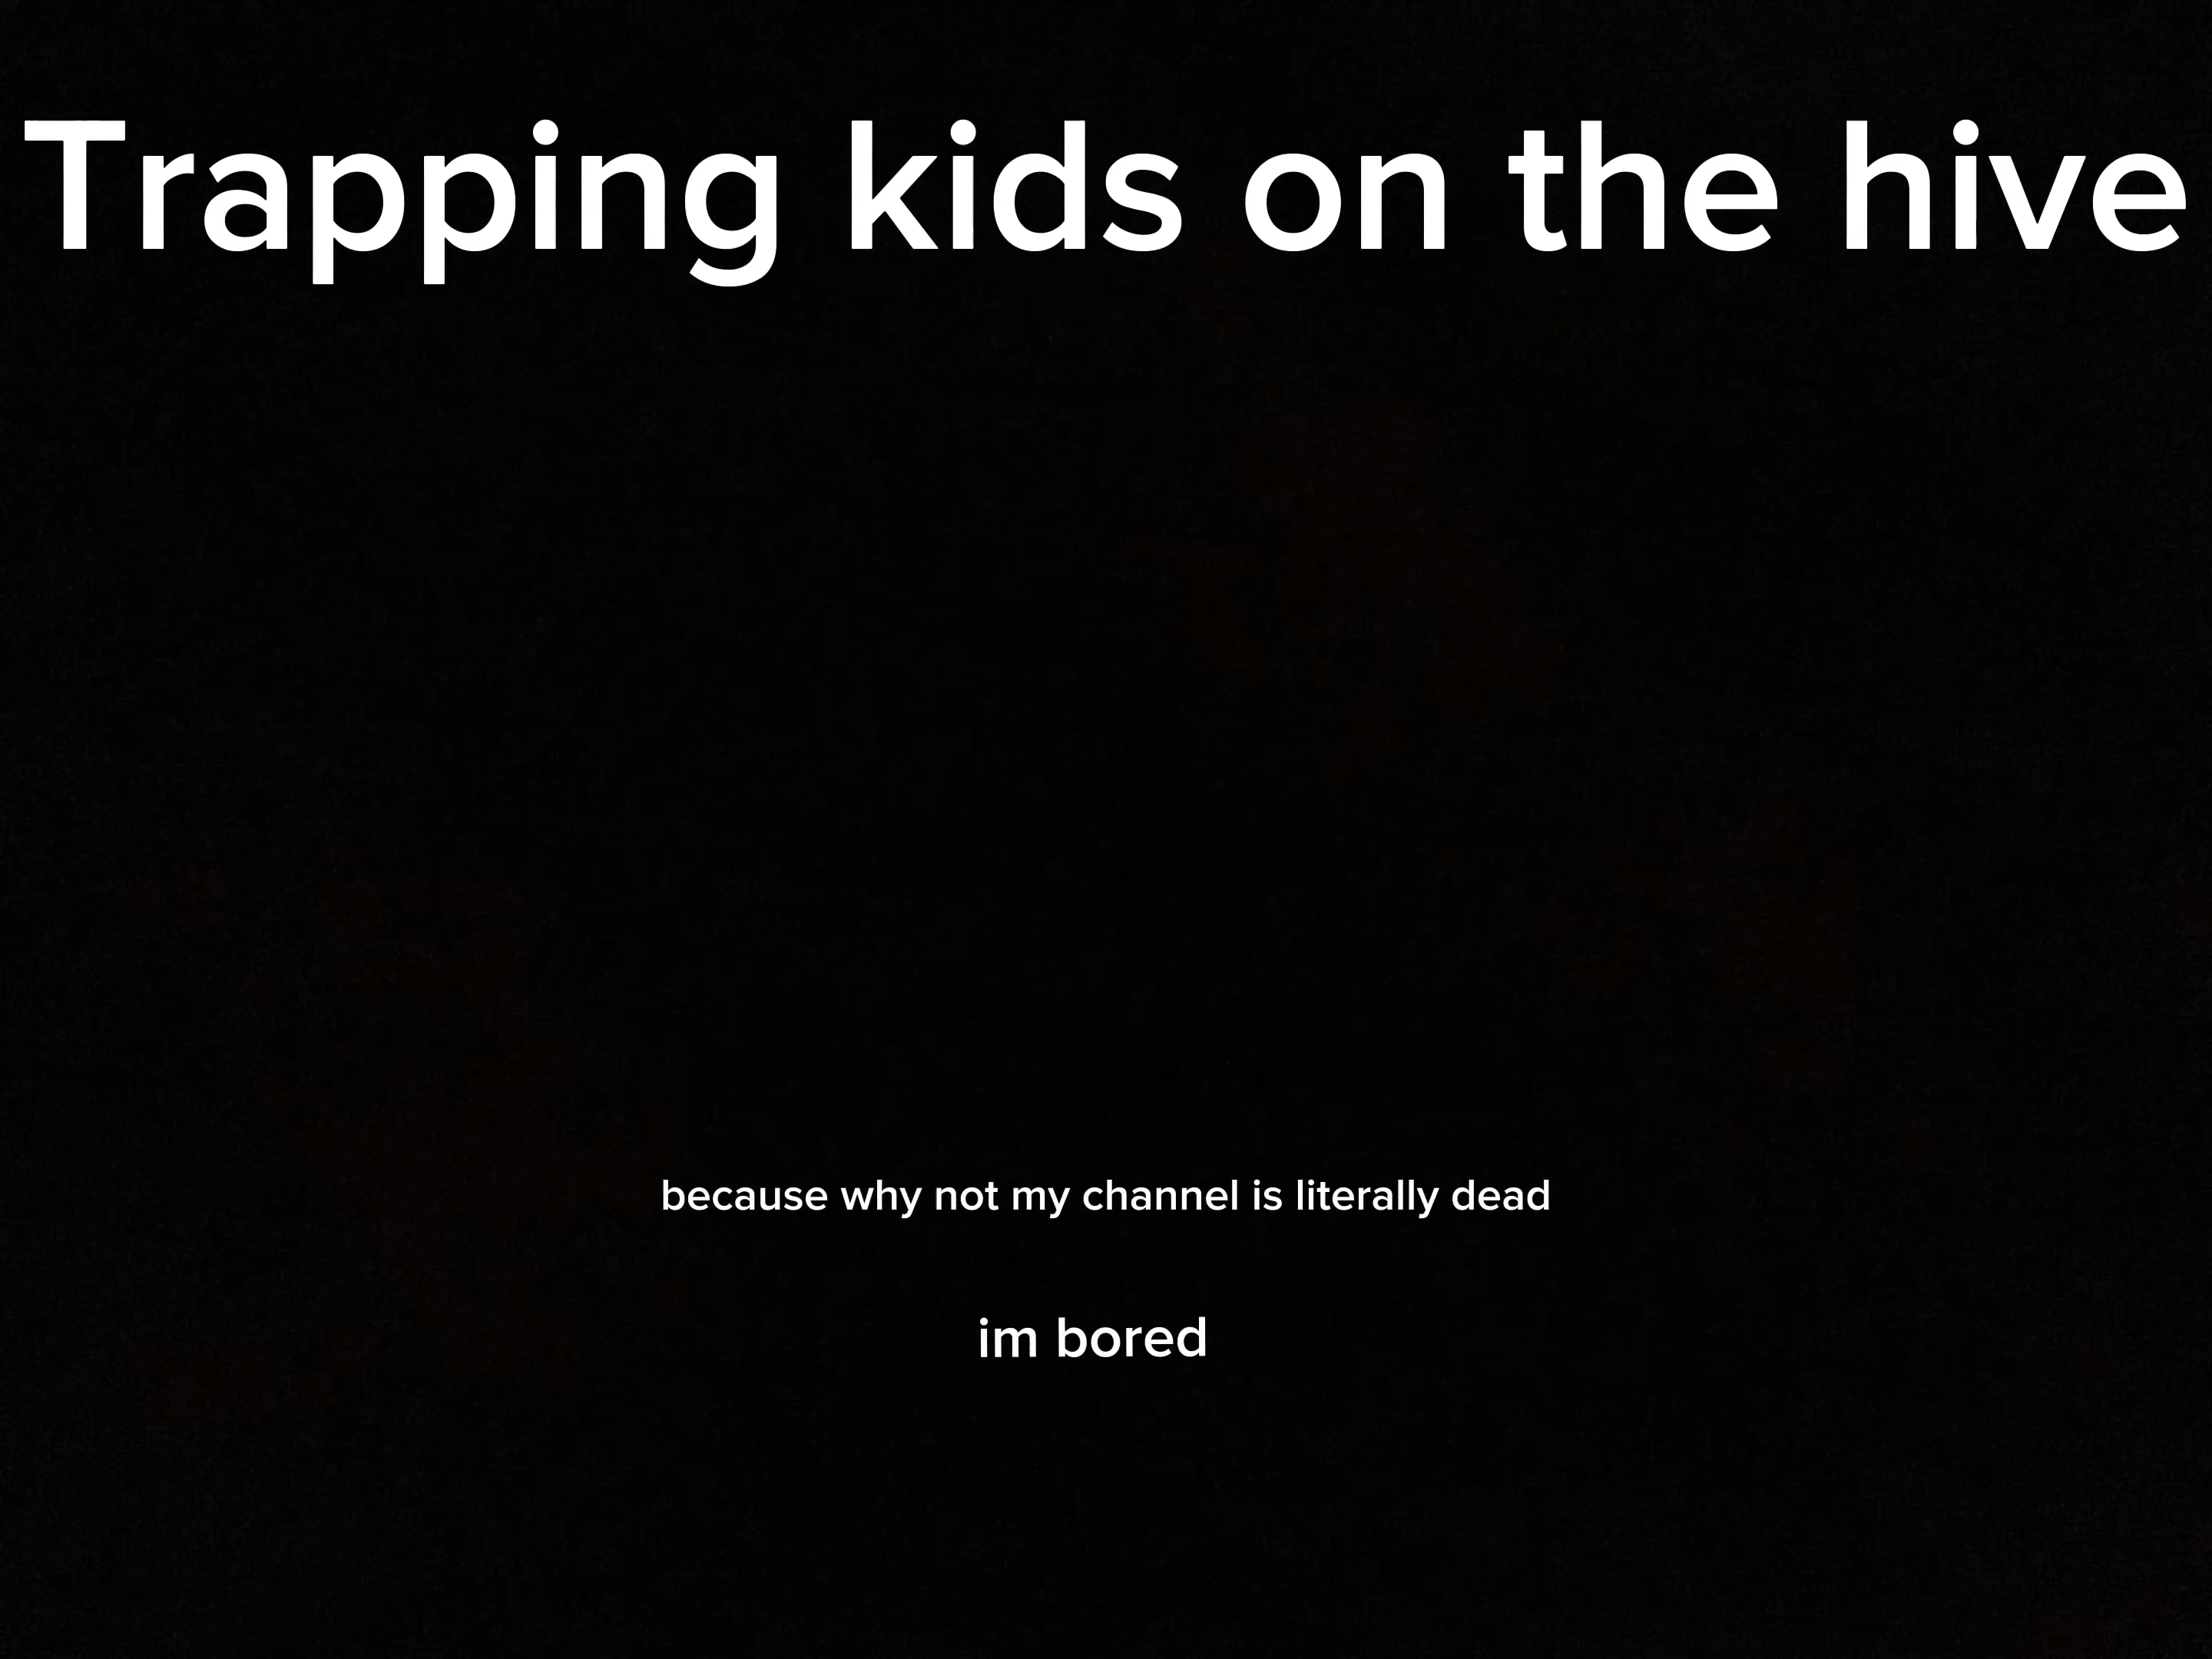 Trapping kids on the hive
because why not my channel is literally dead
im bored